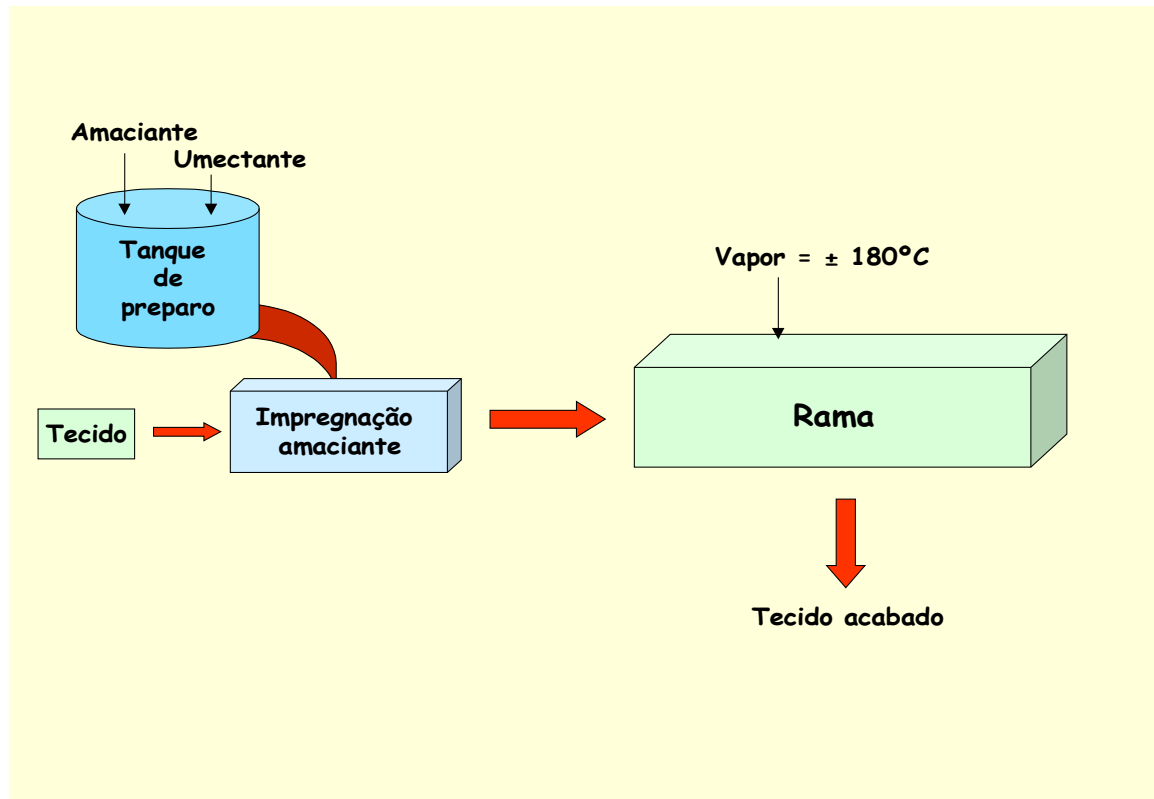 Amaciante
Umectante
Tanque
de
preparo
Vapor = ± 180ºC
Tecido
Impregnação
amaciante
Rama
Tecido acabado